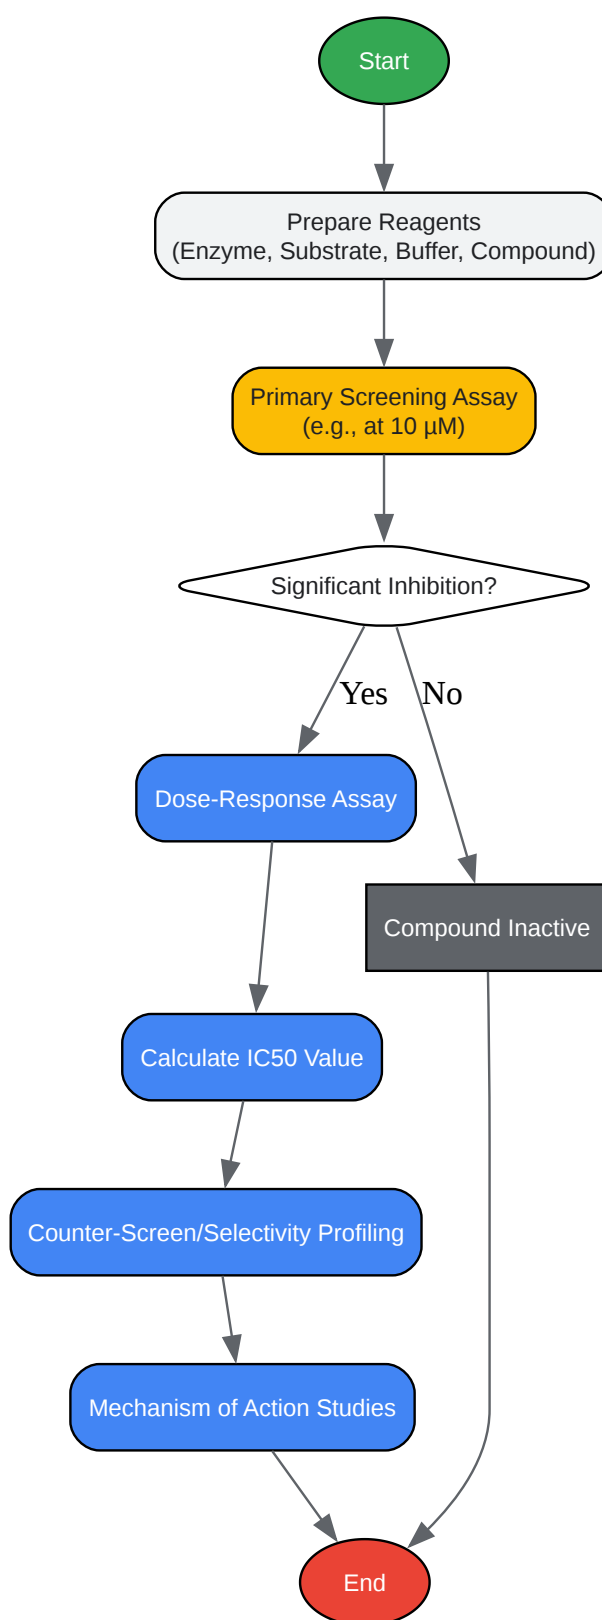 Start
Prepare Reagents
(Enzyme, Substrate, Buffer, Compound)
Primary Screening Assay
(e.g., at 10 µM)
Significant Inhibition?
Yes
No
Dose-Response Assay
Compound Inactive
Calculate IC50 Value
Counter-Screen/Selectivity Profiling
Mechanism of Action Studies
End